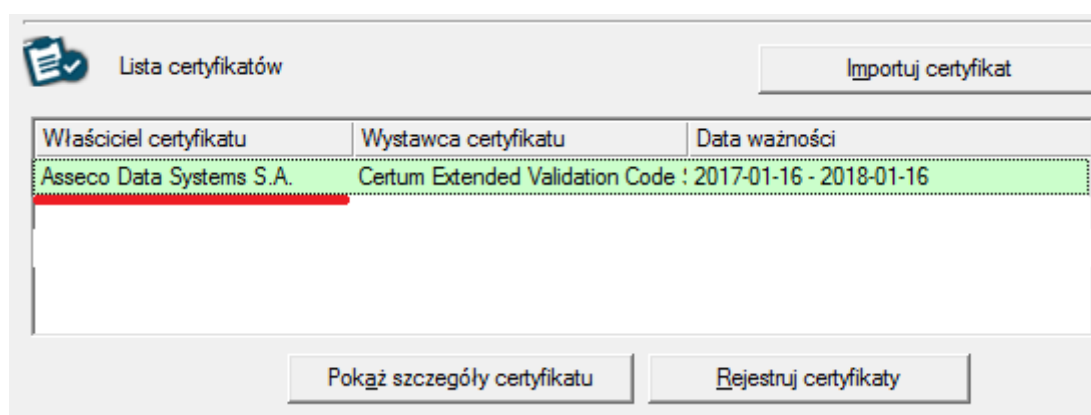 Lista certyfikatów
Importuj certyfikat
Właściciel certyfikatu Wystawca certyfikatu Data ważności
Asseco Data Systems S.A. Certum Extended Validation Code 2017-01-16 - 2018-01-16
Pokaż szczegóły certyfikatu Rejestruj certyfikaty